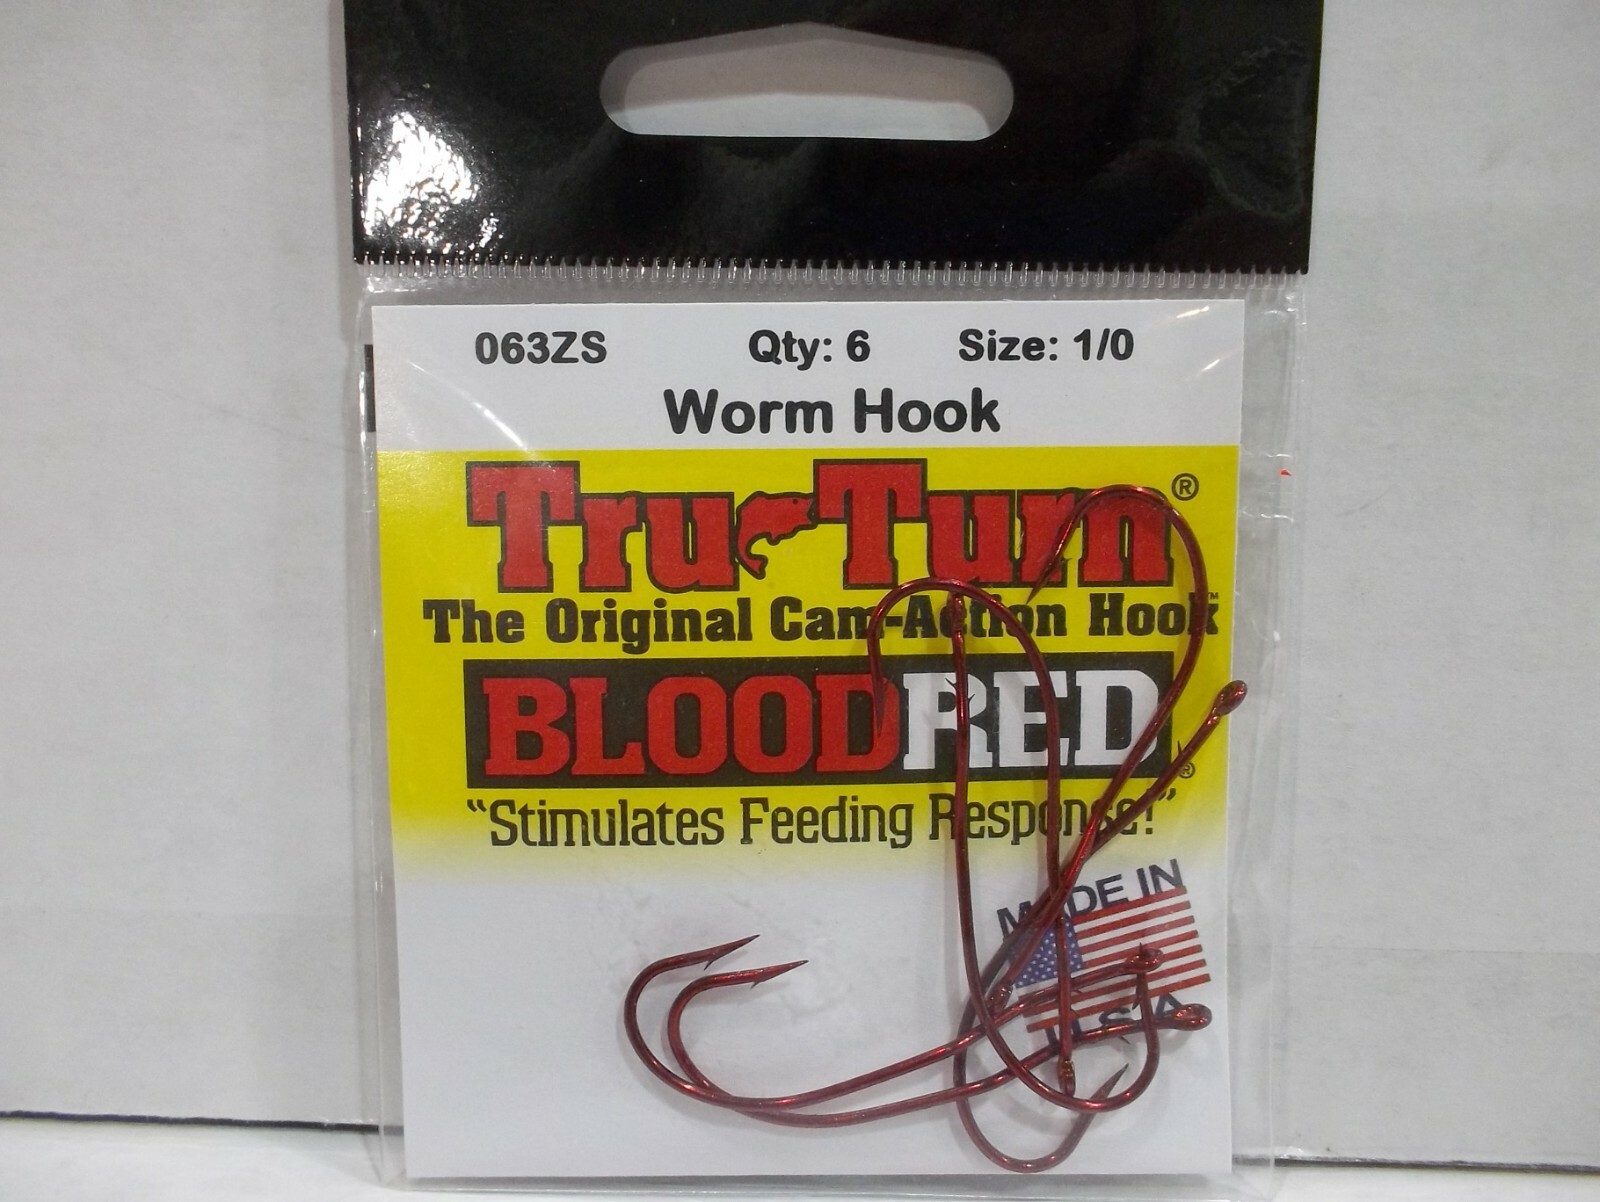 063ZS Qty: 6 Size: 1/0
Worm Hook
Tru Turn®
The Original Cam-Action Hook™
BLOODRED®
"Stimulates Feeding Response!"
MADE IN
U.S.A.